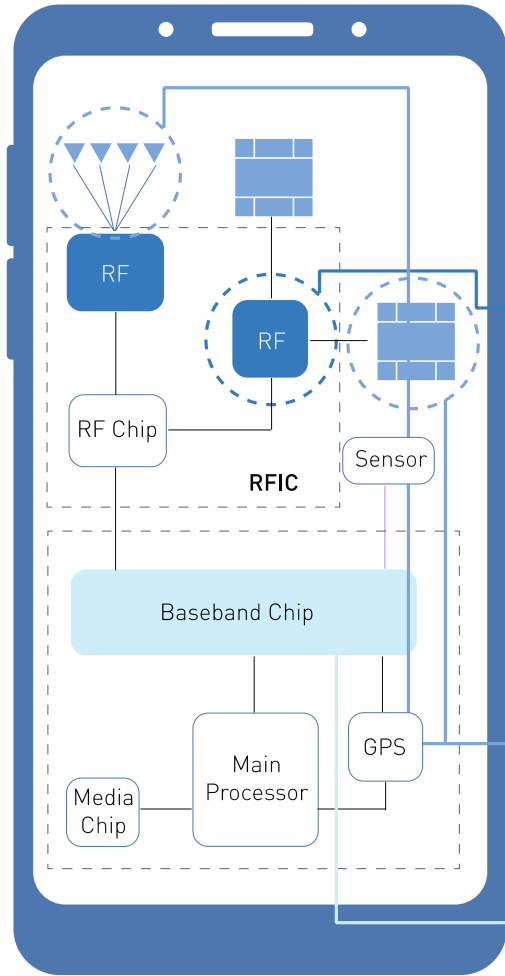 RF
RF
RF Chip
Sensor
RFIC
Baseband Chip
GPS
Main
Processor
Media
Chip